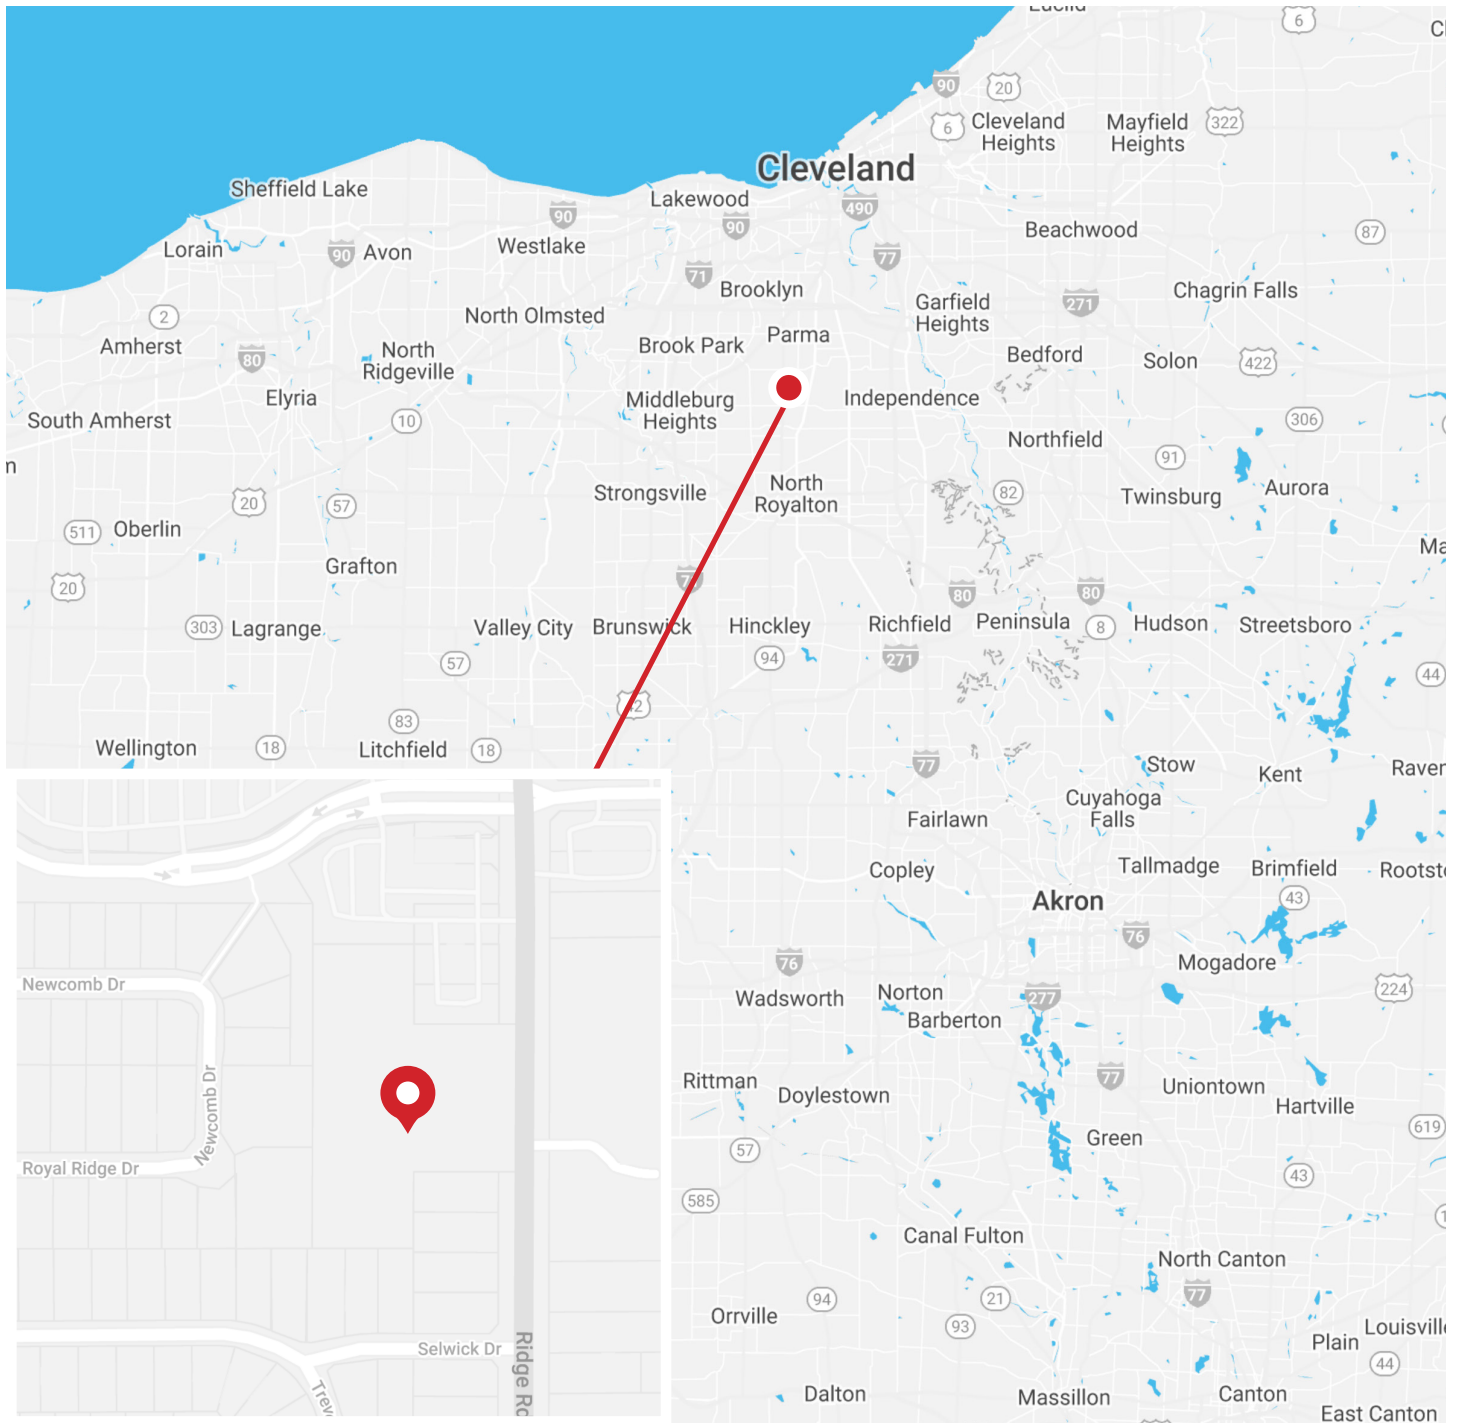 Euclid
6
90
20
6
Cleveland
Heights
Mayfield
Heights
322
Cleveland
Sheffield Lake
Lakewood
490
90
90
Beachwood
87
Lorain
90
Avon
Westlake
77
71
Brooklyn
Chagrin Falls
271
Garfield
Heights
2
North Olmsted
Parma
Amherst
Brook Park
80
North
Ridgeville
Bedford
Solon
422
Elyria
Middleburg
Heights
Independence
South Amherst
10
306
Northfield
91
Strongsville
North
Royalton
82
Twinsburg
Aurora
20
57
511
Oberlin
Grafton
20
80
80
303
Lagrange
Valley City
Brunswick
Hinckley
Richfield
Peninsula
8
Hudson
Streetsboro
57
94
271
44
83
42
Wellington
18
Litchfield
18
77
Stow
Kent
Raver
Cuyahoga
Falls
Fairlawn
Copley
Tallmadge
Brimfield
Rootst
Akron
43
76
76
Mogadore
Wadsworth
Norton
277
224
Barberton
Rittman
Doylestown
77
Uniontown
Hartville
57
Green
619
43
585
Canal Fulton
North Canton
94
21
77
Orrville
93
Plain
Louisville
44
Dalton
Massillon
Canton
East Canton
Newcomb Dr
Newcomb Dr
Royal Ridge Dr
Selwick Dr
Ridge Rd
Trev